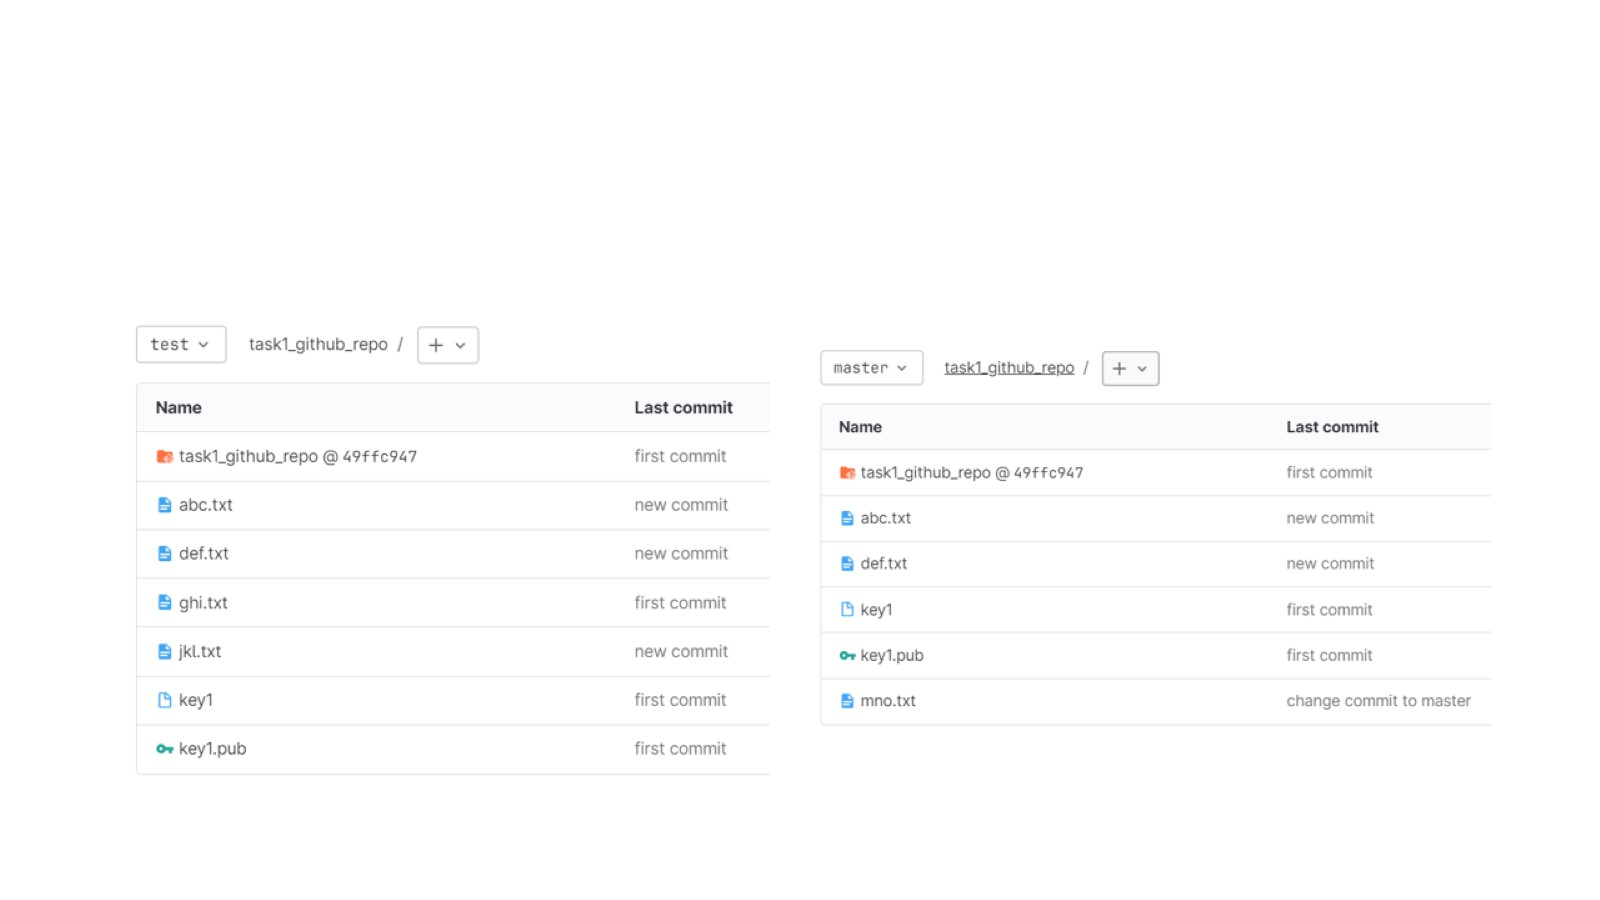 test task1_github_repo / +
Name Last commit
task1_github_repo @ 49ffc947 first commit
abc.txt new commit
def.txt new commit
ghi.txt first commit
jkl.txt new commit
key1 first commit
key1.pub first commit
master task1_github_repo / +
Name Last commit
task1_github_repo @ 49ffc947 first commit
abc.txt new commit
def.txt new commit
key1 first commit
key1.pub first commit
mno.txt change commit to master